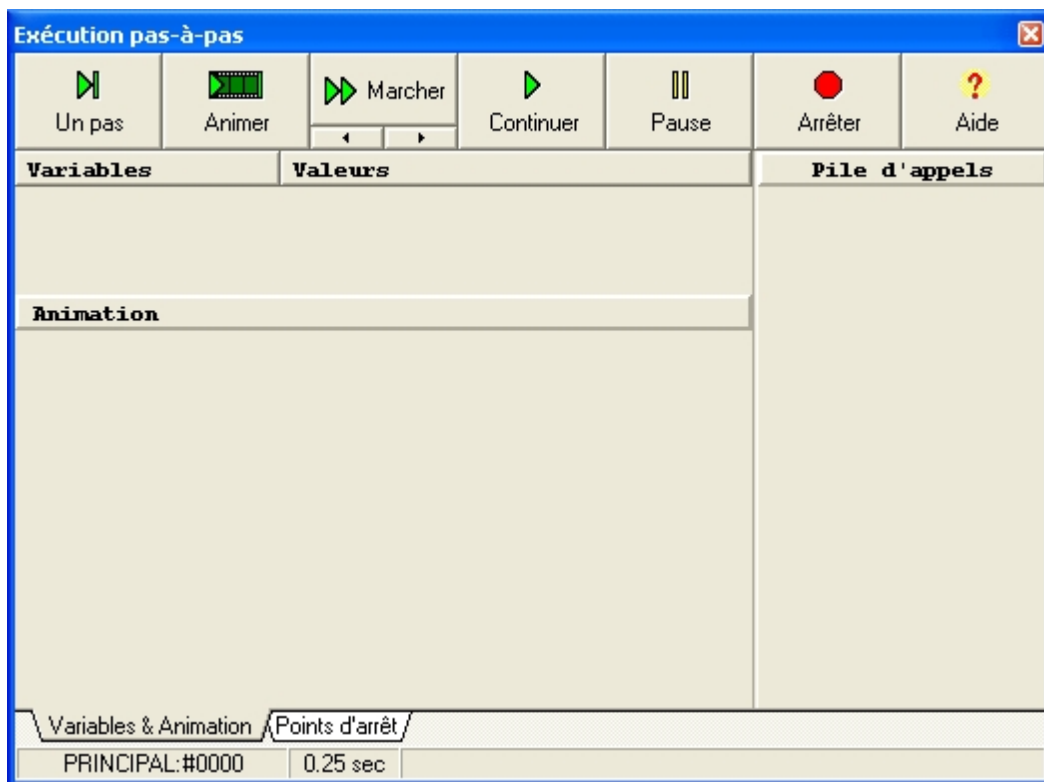 Exécution pas-à-pas
Un pas
Animer
Marcher
Continuer
Pause
Arrêter
Aide
Variables
Valeurs
Pile d'appels
Animation
Variables & Animation
Points d'arrêt
PRINCIPAL:#0000
0.25 sec